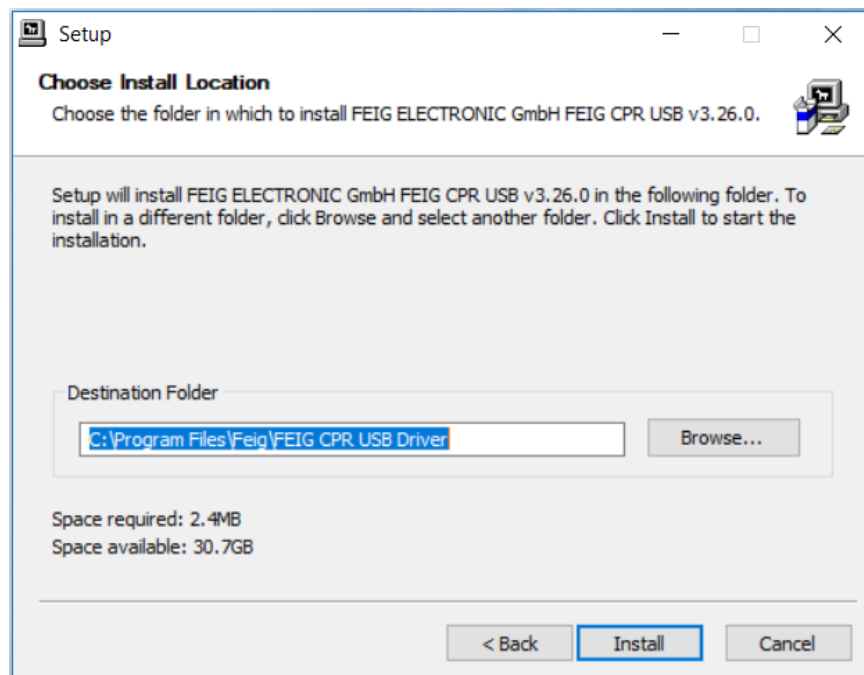 Setup
Choose Install Location
Choose the folder in which to install FEIG ELECTRONIC GmbH FEIG CPR USB v3.26.0.
Setup will install FEIG ELECTRONIC GmbH FEIG CPR USB v3.26.0 in the following folder. To
install in a different folder, click Browse and select another folder. Click Install to start the
installation.
Destination Folder
C:\Program Files\Feig\FEIG CPR USB Driver
Browse...
Space required: 2.4MB
Space available: 30.7GB
< Back
Install
Cancel